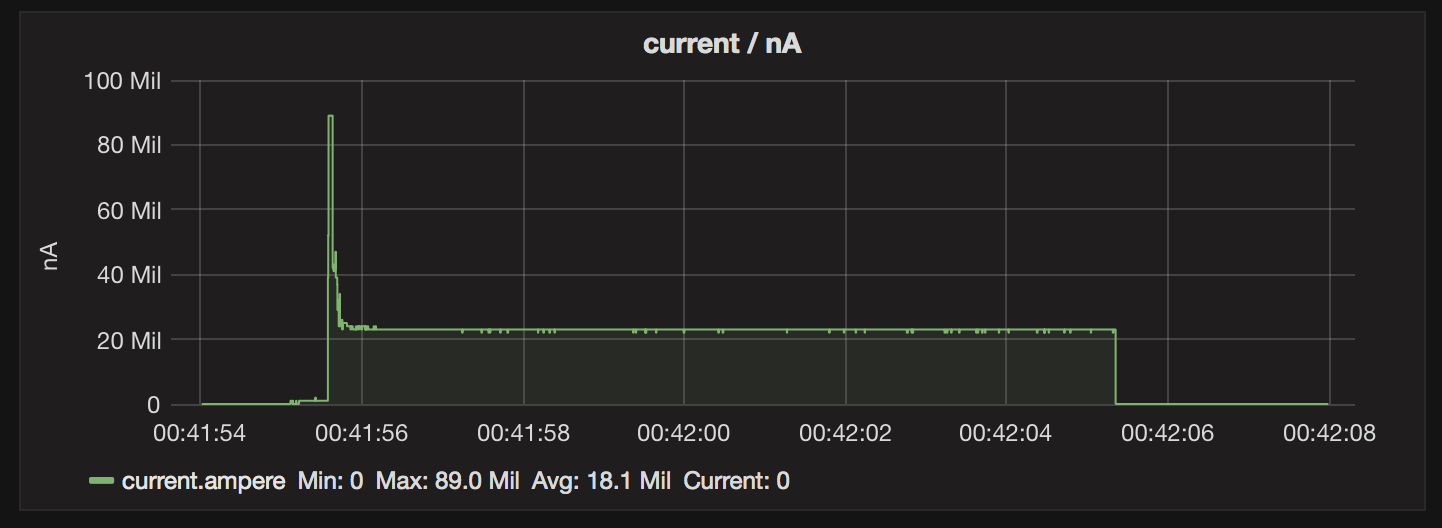 current / nA
100 Mil
80 Mil
60 Mil
40 Mil
20 Mil
0
nA
00:41:54 00:41:56 00:41:58 00:42:00 00:42:02 00:42:04 00:42:06 00:42:08
current.ampere Min: 0 Max: 89.0 Mil Avg: 18.1 Mil Current: 0